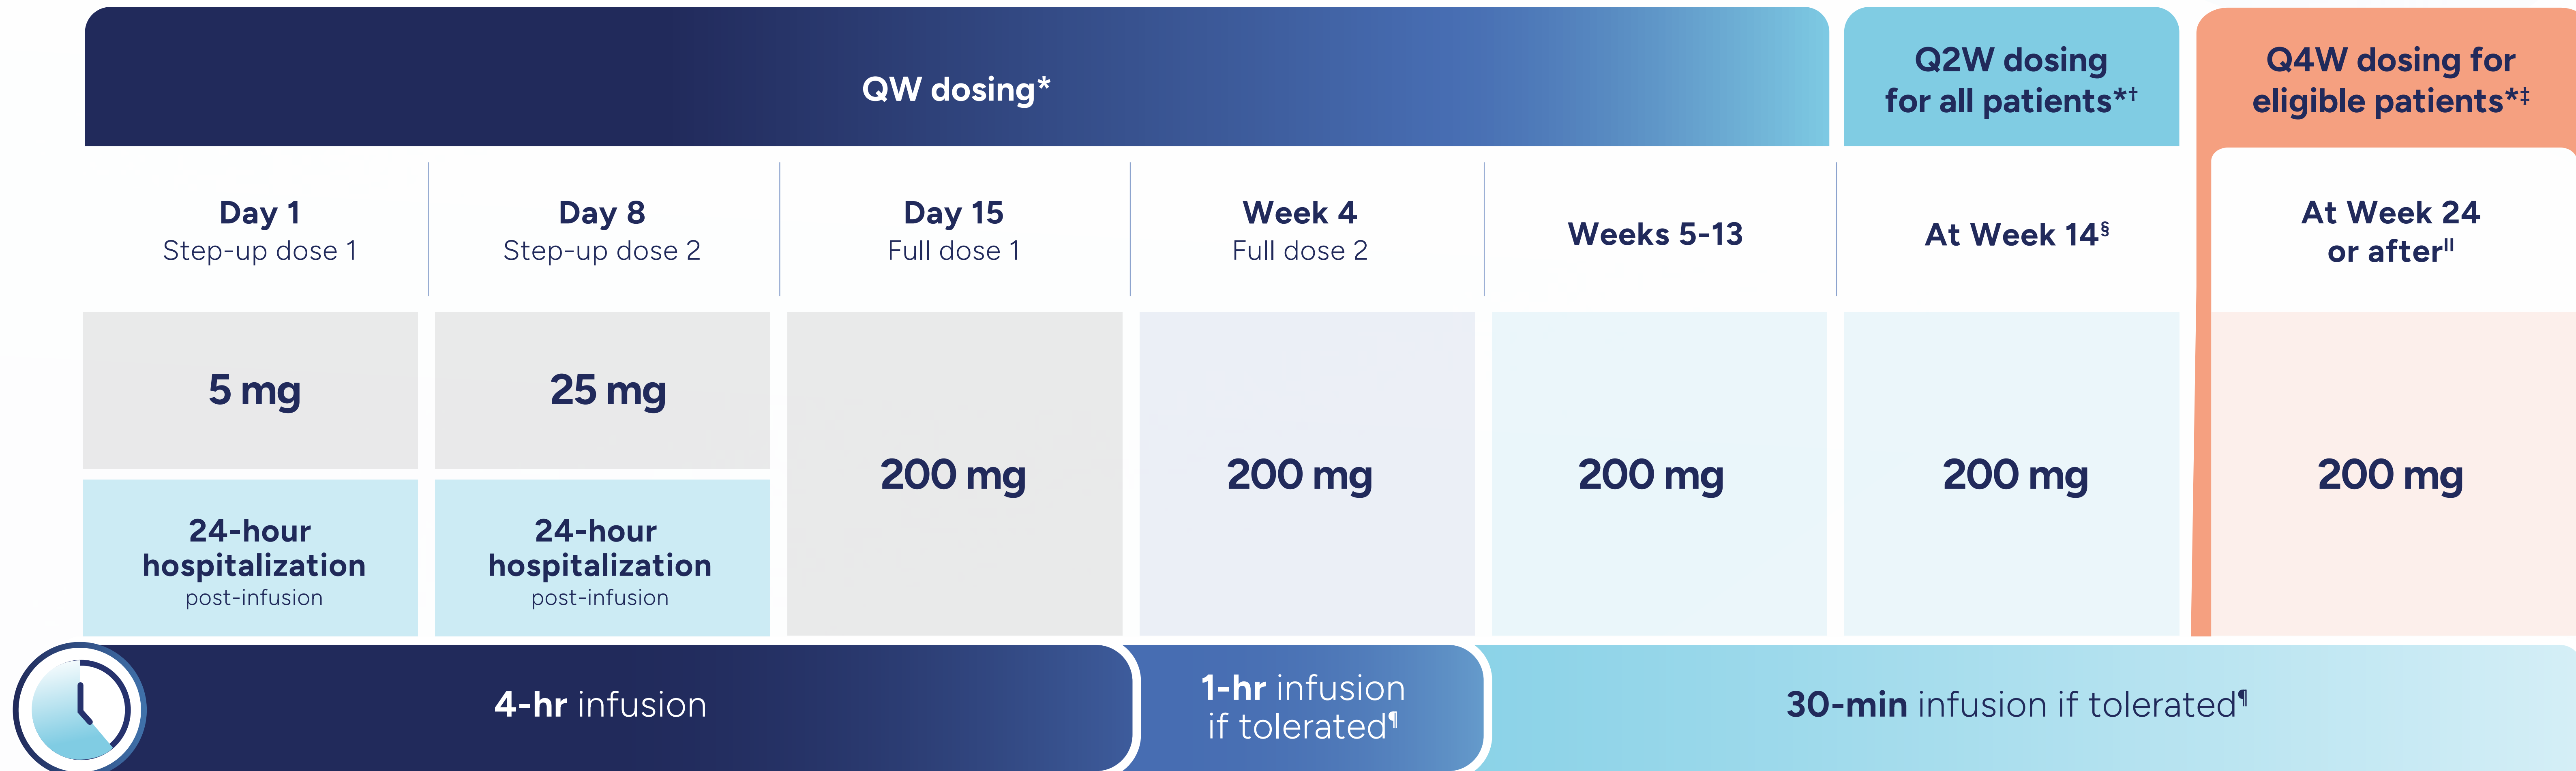 QW dosing*
Q2W dosing
for all patients*†
Q4W dosing for
eligible patients*‡
Day 1
Step-up dose 1
Day 8
Step-up dose 2
Day 15
Full dose 1
Week 4
Full dose 2
Weeks 5-13
At Week 14§
At Week 24
or after||
5 mg
25 mg
200 mg
200 mg
200 mg
200 mg
200 mg
24-hour
hospitalization
post-infusion
24-hour
hospitalization
post-infusion
4-hr infusion
1-hr infusion
if tolerated¶
30-min infusion if tolerated¶